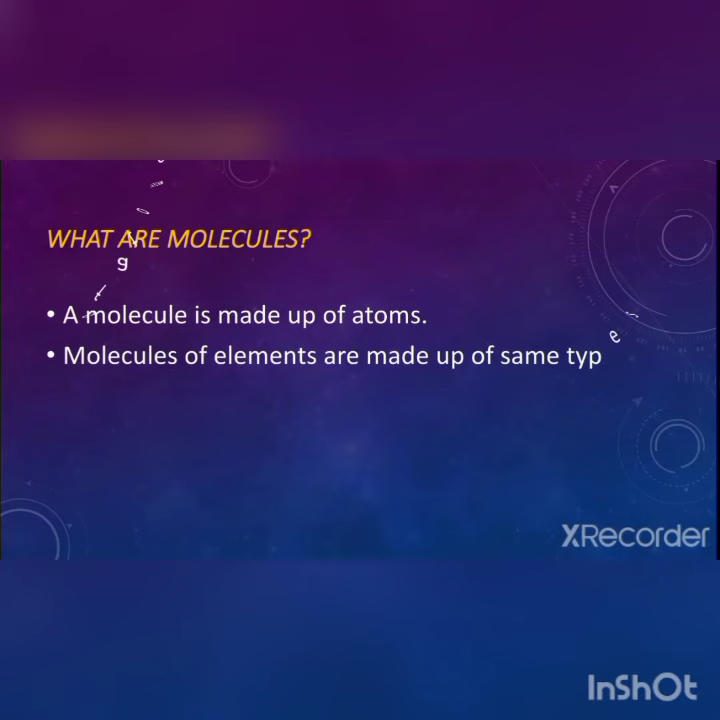 WHAT ARE MOLECULES?
• A molecule is made up of atoms.
• Molecules of elements are made up of same type
XRecorder
InShOt